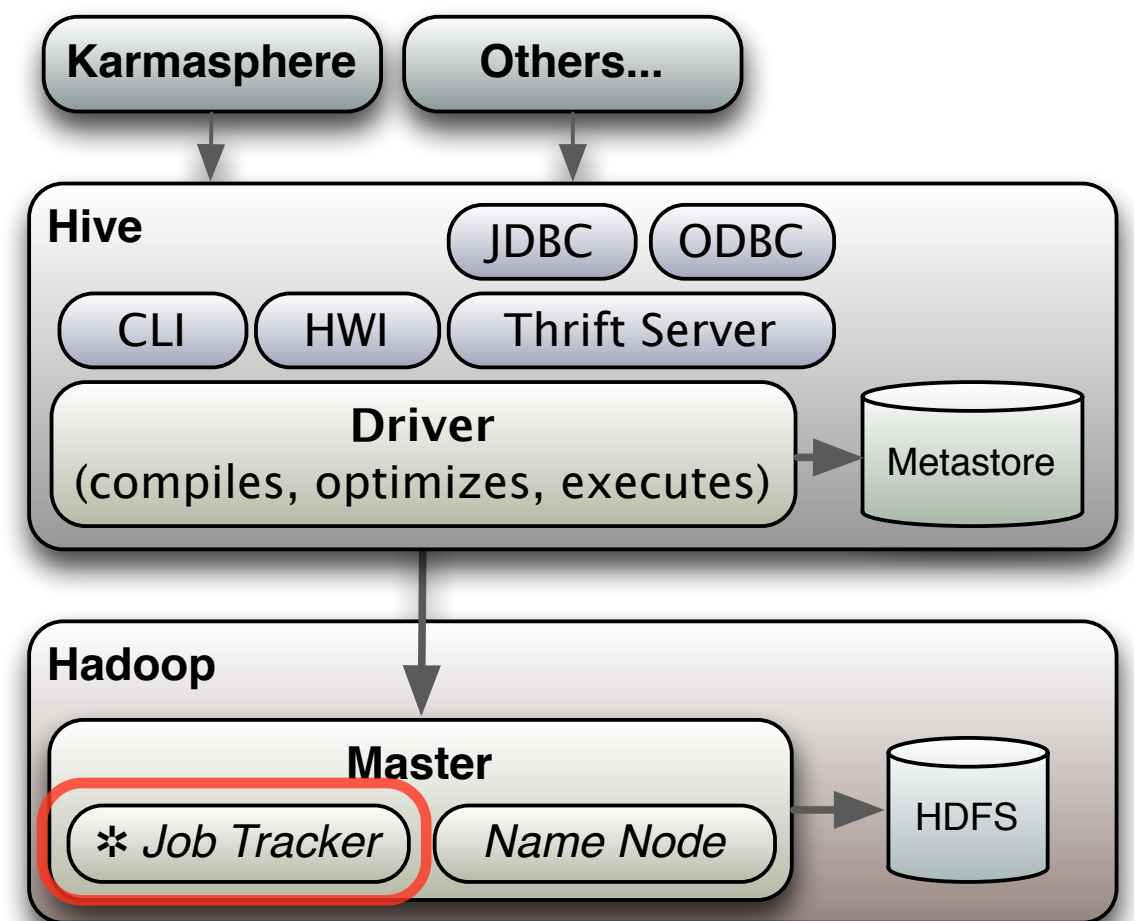 Karmasphere
Others...
Hive
JDBC
ODBC
CLI
HWI
Thrift Server
Driver
(compiles, optimizes, executes)
Metastore
Hadoop
Master
✲ Job Tracker
Name Node
HDFS